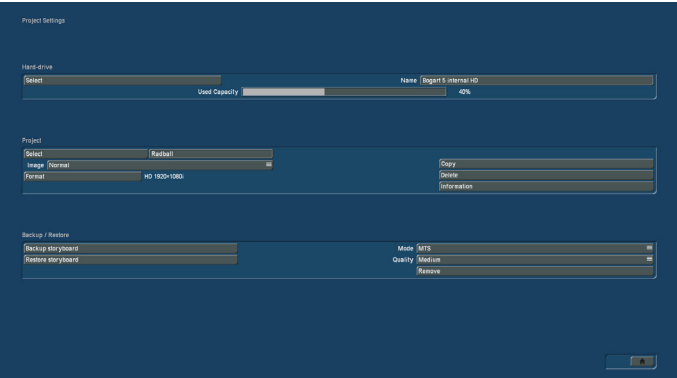 Project Settings
Hard-drive
Select
Name Bogart 5 internal HD
Used Capacity 40%
Project
Select Radball
Image Normal
Copy
Format HD 1920×1080i
Delete
Information
Backup / Restore
Backup storyboard
Mode MTS
Restore storyboard
Quality Medium
Remove